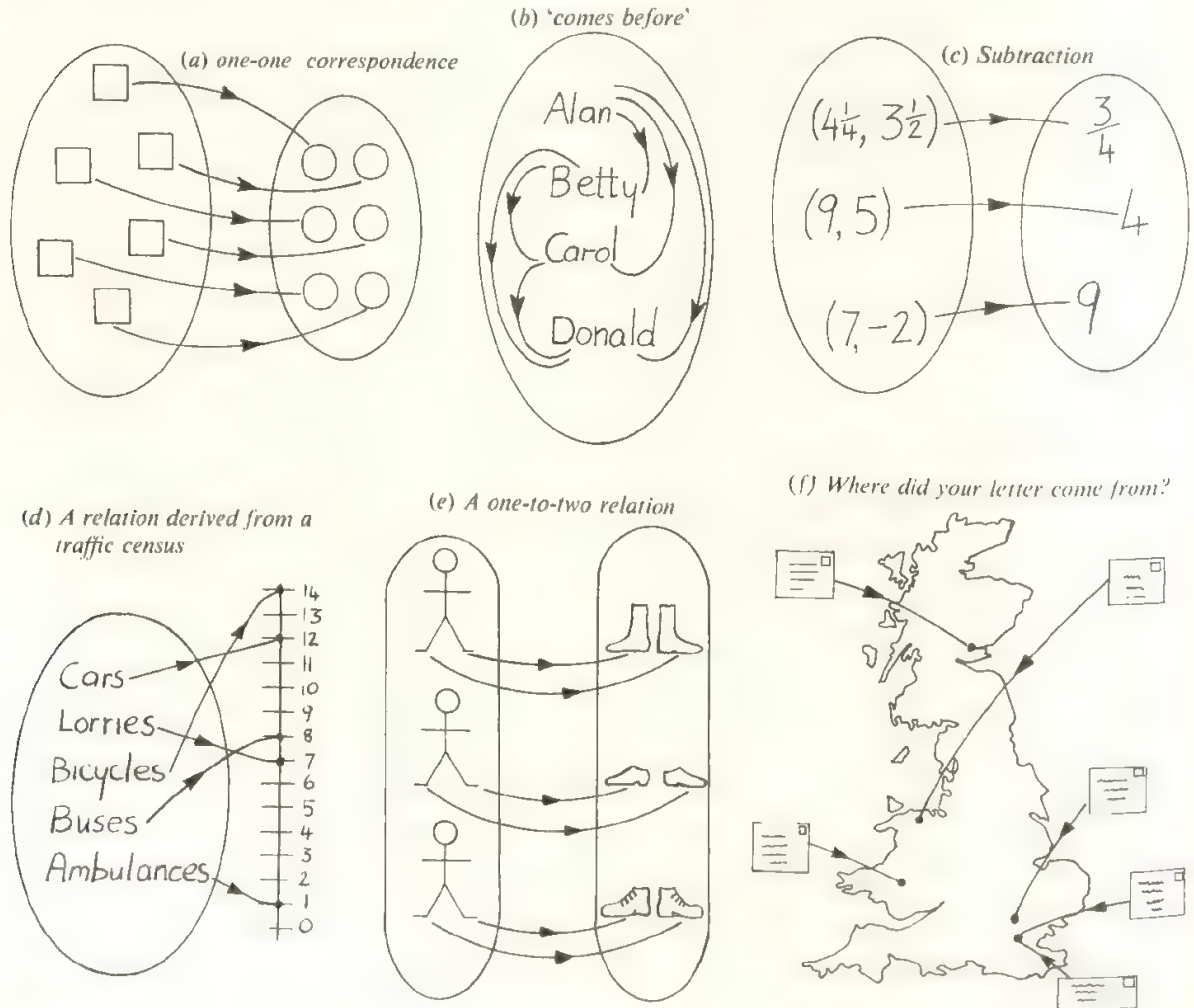 (a) one-one correspondence
(b) 'comes before'
Alan
Betty
Carol
Donald
(c) Subtraction
(4¼, 3½)
3/4
(9, 5)
4
(7, -2)
9
(d) A relation derived from a
traffic census
Cars
Lorries
Bicycles
Buses
Ambulances
14
13
12
11
10
9
8
7
6
5
4
3
2
1
0
(e) A one-to-two relation
(f) Where did your letter come from?